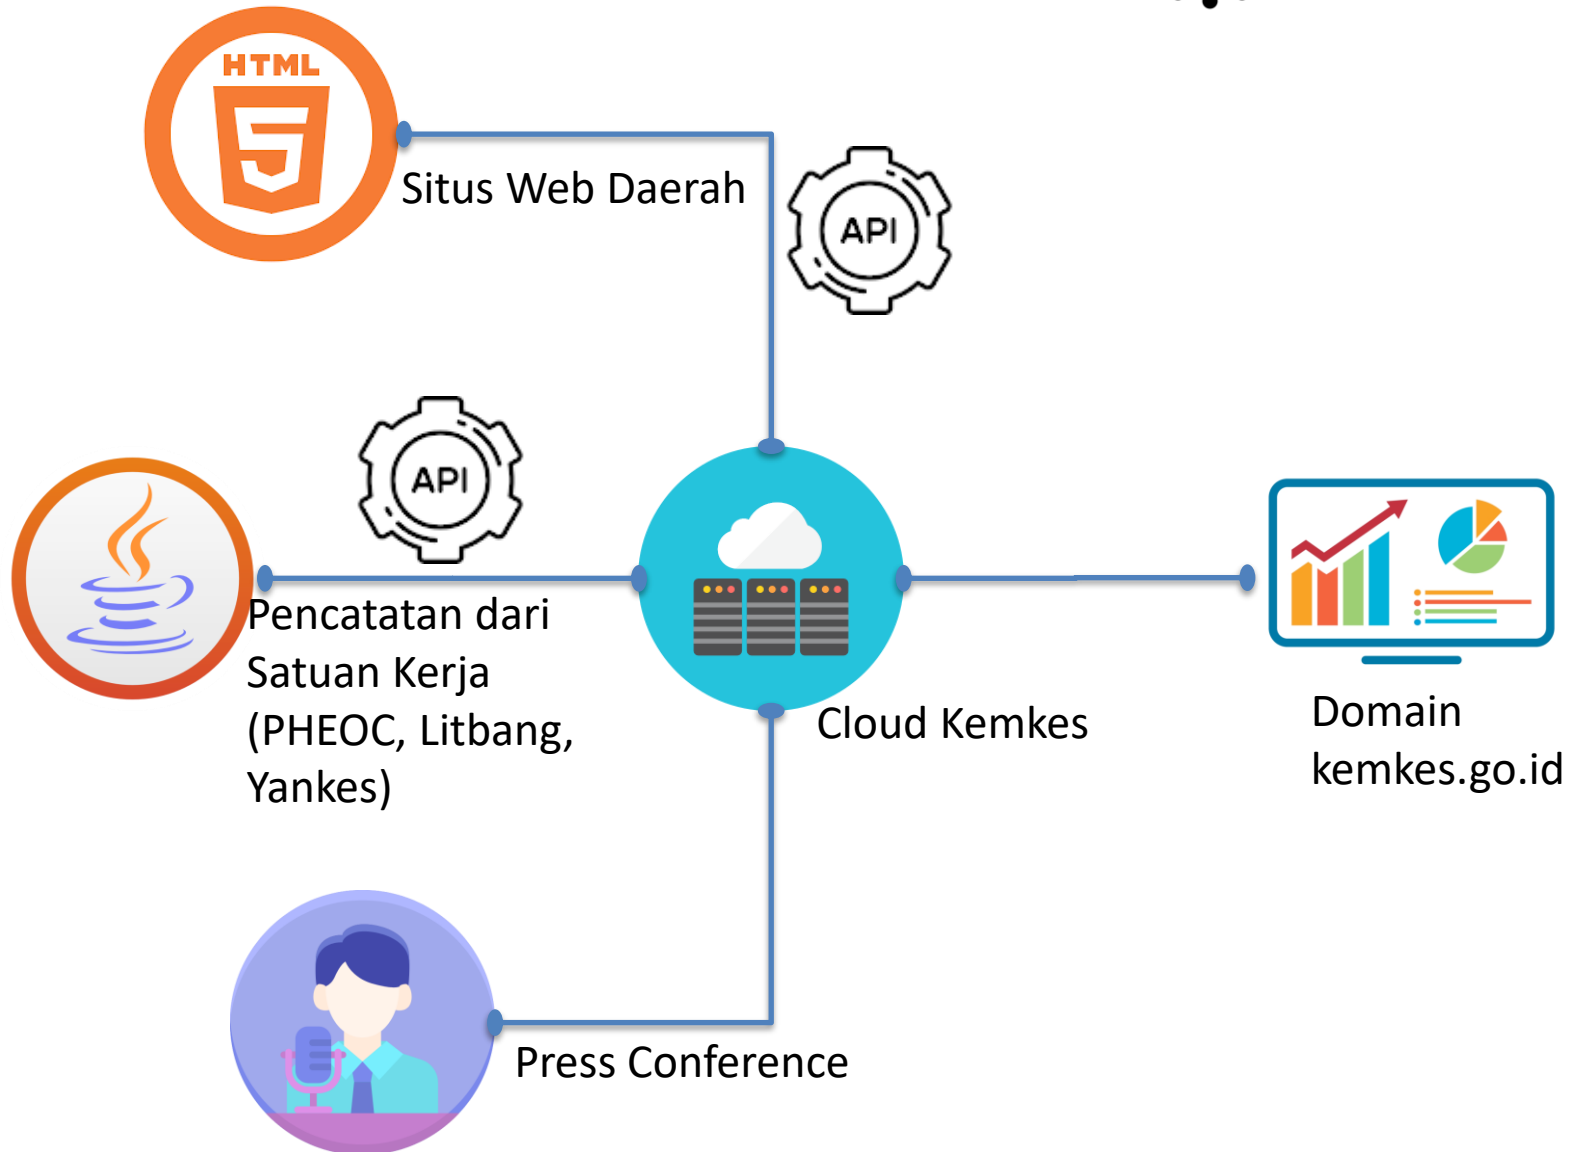 HTML
5
Situs Web Daerah
API
API
Pencatatan dari
Satuan Kerja
(PHEOC, Litbang,
Yankes)
Cloud Kemkes
Domain
kemkes.go.id
Press Conference